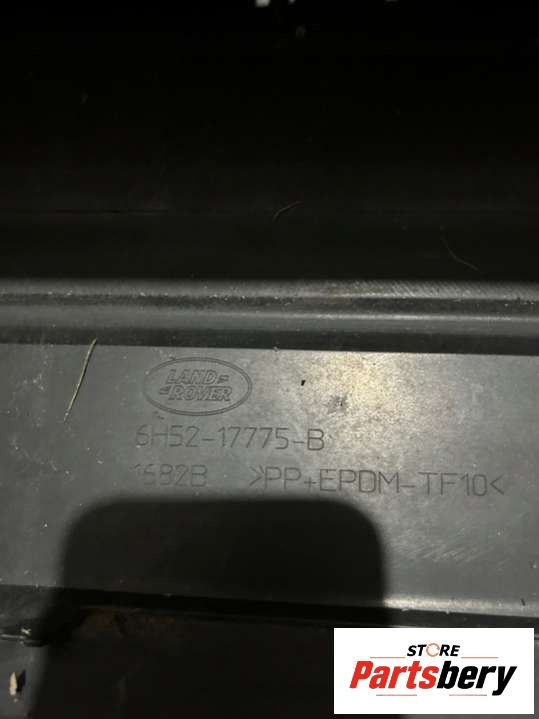 LAND
ROVER
6H52-17775-B
1682B >PP+EPDM-TF10<
STORE
Partsbery